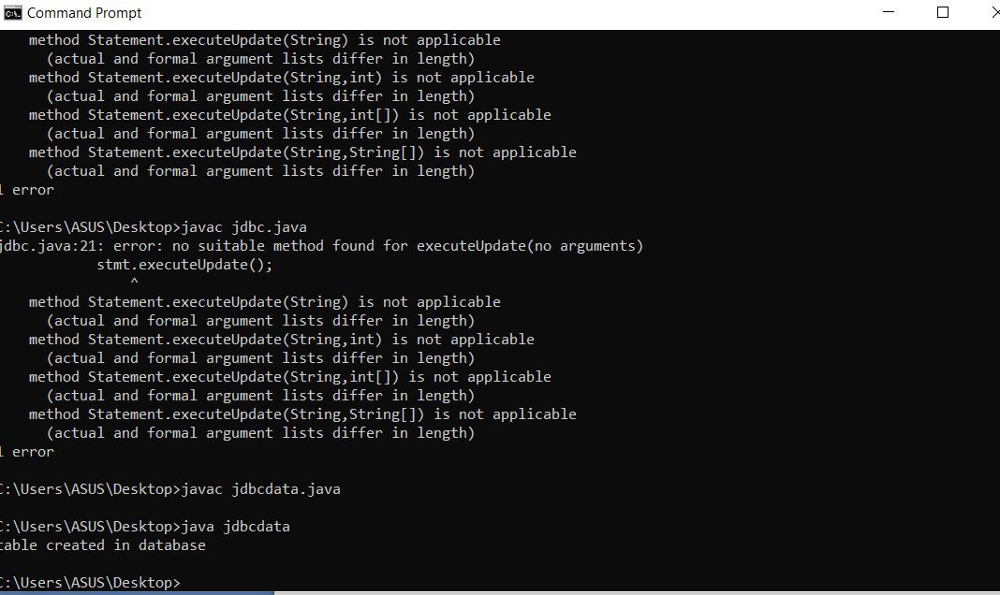 Command Prompt
method Statement.executeUpdate(String) is not applicable
(actual and formal argument lists differ in length)
method Statement.executeUpdate(String,int) is not applicable
(actual and formal argument lists differ in length)
method Statement.executeUpdate(String,int[]) is not applicable
(actual and formal argument lists differ in length)
method Statement.executeUpdate(String,String[]) is not applicable
(actual and formal argument lists differ in length)
1 error
C:\Users\ASUS\Desktop>javac jdbc.java
jdbc.java:21: error: no suitable method found for executeUpdate(no arguments)
stmt.executeUpdate();
^
method Statement.executeUpdate(String) is not applicable
(actual and formal argument lists differ in length)
method Statement.executeUpdate(String,int) is not applicable
(actual and formal argument lists differ in length)
method Statement.executeUpdate(String,int[]) is not applicable
(actual and formal argument lists differ in length)
method Statement.executeUpdate(String,String[]) is not applicable
(actual and formal argument lists differ in length)
1 error
C:\Users\ASUS\Desktop>javac jdbcdata.java
C:\Users\ASUS\Desktop>java jdbcdata
table created in database
C:\Users\ASUS\Desktop>